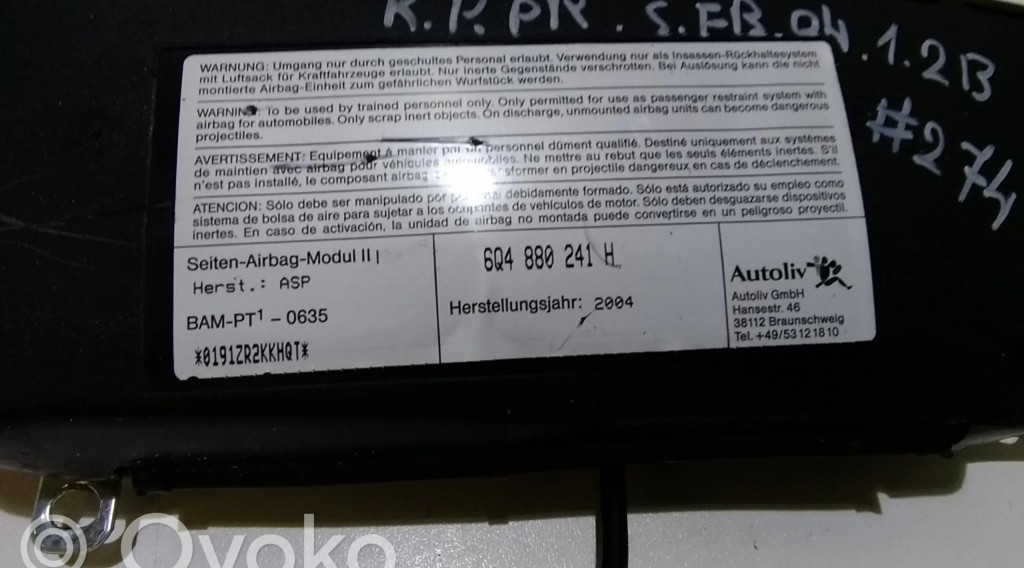 R.P. PR. S.FB.04.1.2B
#274
WARNUNG: Umgang nur durch geschultes Personal erlaubt. Verwendung nur als Insassen-Rückhaltesystem
mit Luftsack für Kraftfahrzeuge erlaubt. Nur inerte Gegenstände verschrotten. Bei Auslösung kann die nicht
montierte Airbag-Einheit zum gefährlichen Wurfstück werden.
WARNING: To be used by trained personnel only. Only permitted for use as passenger restraint system with
airbag for automobiles. Only scrap inert objects. On discharge, unmounted airbag units can become dangerous
projectiles.
AVERTISSEMENT: Equipement à manier par du personnel dûment qualifié. Destiné uniquement aux systèmes
de maintien avec airbag pour véhicules automobiles. Ne mettre au rebut que les seuls éléments inertes. S'il
n'est pas installé, le composant airbag sformer en projectile dangereux en cas de déclenchement.
ATENCION: Sólo debe ser manipulado por personal debidamente formado. Sólo está autorizado su empleo como
sistema de bolsa de aire para sujetar a los ocupantes de vehículos de motor. Sólo deben desguazarse dispositivos
inertes. En caso de activación, la unidad de airbag no montada puede convertirse en un peligroso proyectil.
Seiten-Airbag-Modul II
Herst.: ASP
BAM-PT1 - 0635
*0191ZR2KKHQT*
6Q4 880 241 H
Herstellungsjahr: 2004
Autoliv
Autoliv GmbH
Hansestr. 46
38112 Braunschweig
Tel. +49/53121810
© Ovoko